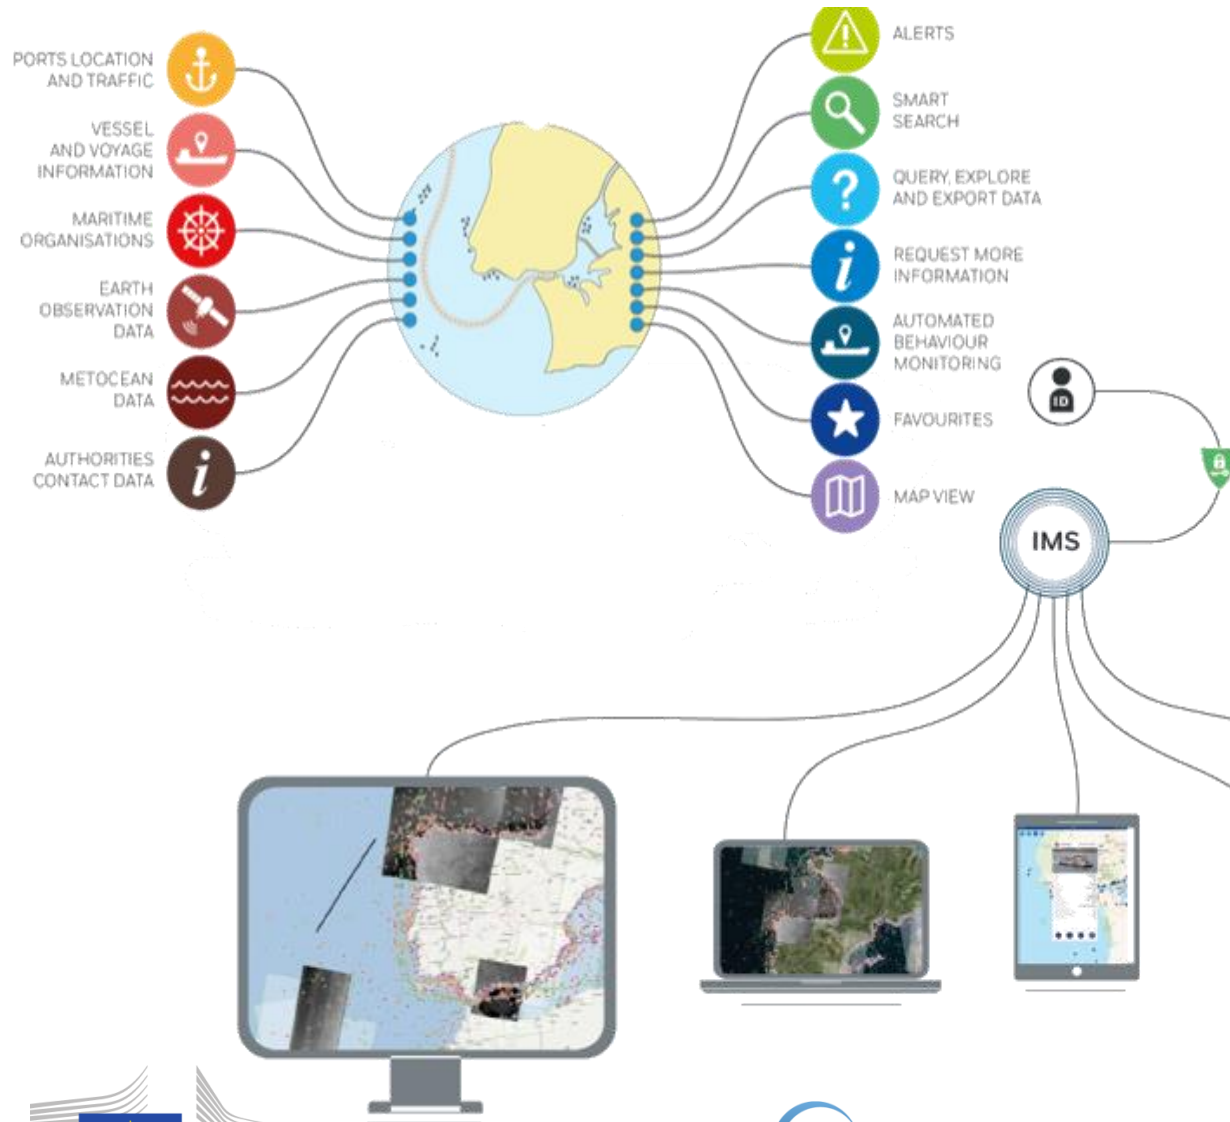 PORTS LOCATION
AND TRAFFIC
VESSEL
AND VOYAGE
INFORMATION
MARITIME
ORGANISATIONS
EARTH
OBSERVATION
DATA
METOCEAN
DATA
AUTHORITIES
CONTACT DATA
ALERTS
SMART
SEARCH
QUERY, EXPLORE
AND EXPORT DATA
REQUEST MORE
INFORMATION
AUTOMATED
BEHAVIOUR
MONITORING
FAVOURITES
MAP VIEW
ID
IMS